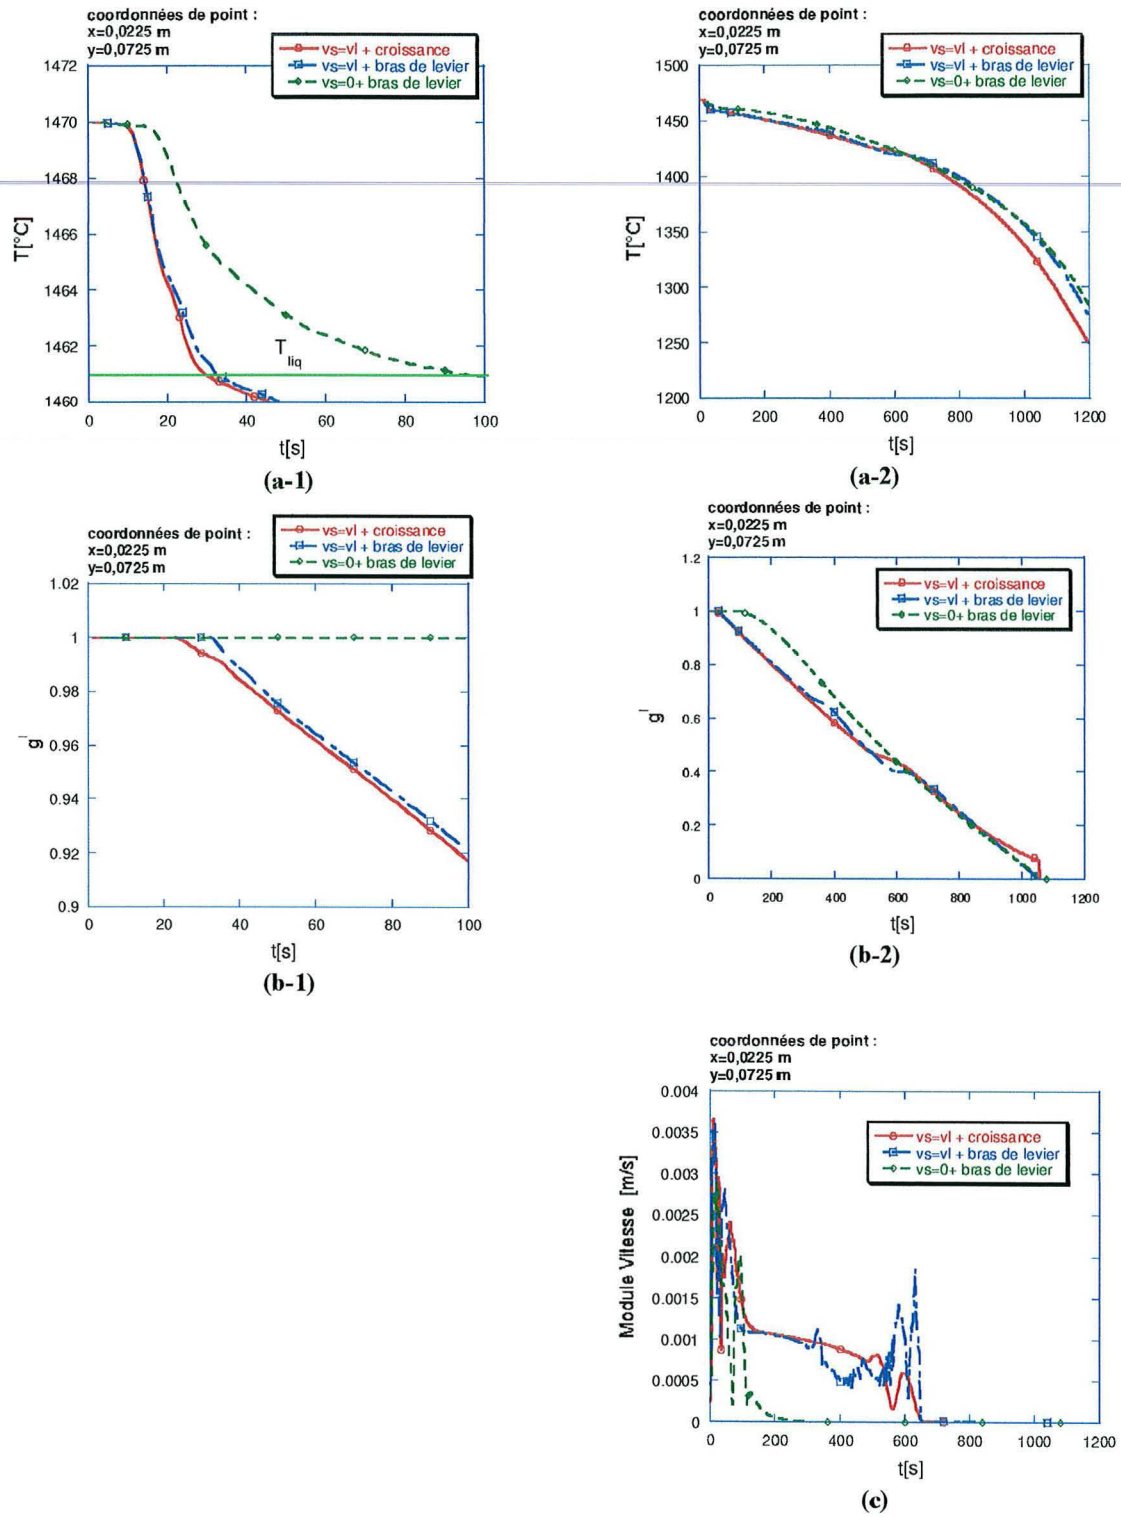 coordonnées de point :
x=0,0225 m
y=0,0725 m
vs=vl + croissance
vs=vl + bras de levier
vs=0+ bras de levier
1472
1470
1468
1466
1464
1462
1460
T[°C]
T liq
0 20 40 60 80 100
t[s]
(a-1)
coordonnées de point :
x=0,0225 m
y=0,0725 m
vs=vl + croissance
vs=vl + bras de levier
vs=0+ bras de levier
1500
1450
1400
1350
1300
1250
1200
T[°C]
0 200 400 600 800 1000 1200
t[s]
(a-2)
coordonnées de point :
x=0,0225 m
y=0,0725 m
vs=vl + croissance
vs=vl + bras de levier
vs=0+ bras de levier
1.02
1
0.98
0.96
0.94
0.92
0.9
g l
0 20 40 60 80 100
t[s]
(b-1)
coordonnées de point :
x=0,0225 m
y=0,0725 m
vs=vl + croissance
vs=vl + bras de levier
vs=0+ bras de levier
1.2
1
0.8
0.6
0.4
0.2
0
g l
0 200 400 600 800 1000 1200
t[s]
(b-2)
coordonnées de point :
x=0,0225 m
y=0,0725 m
vs=vl + croissance
vs=vl + bras de levier
vs=0+ bras de levier
0.004
0.0035
0.003
0.0025
0.002
0.0015
0.001
0.0005
0
Module Vitesse [m/s]
0 200 400 600 800 1000 1200
t[s]
(c)